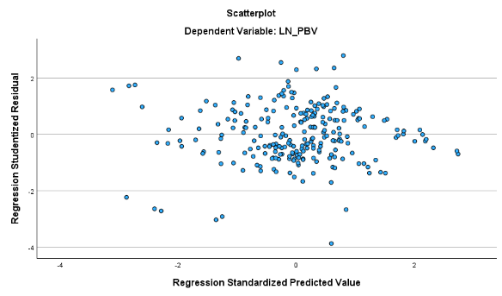 Scatterplot
Dependent Variable: LN_PBV
Regression Studentized Residual
2
0
-2
-4
-4
-2
0
2
Regression Standardized Predicted Value